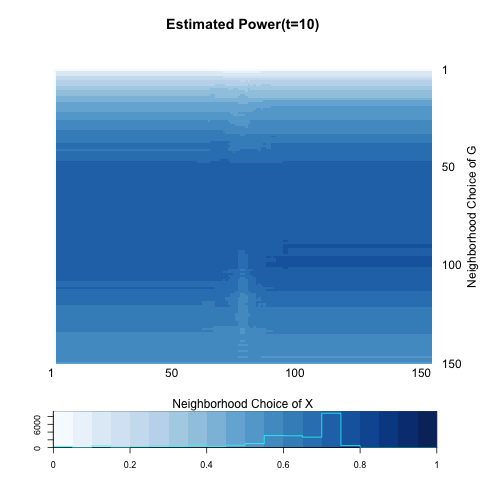 Estimated Power(t=10)
1
50
100
150
Neighborhood Choice of G
1 50 100 150
Neighborhood Choice of X
0 6000
0 0.2 0.4 0.6 0.8 1